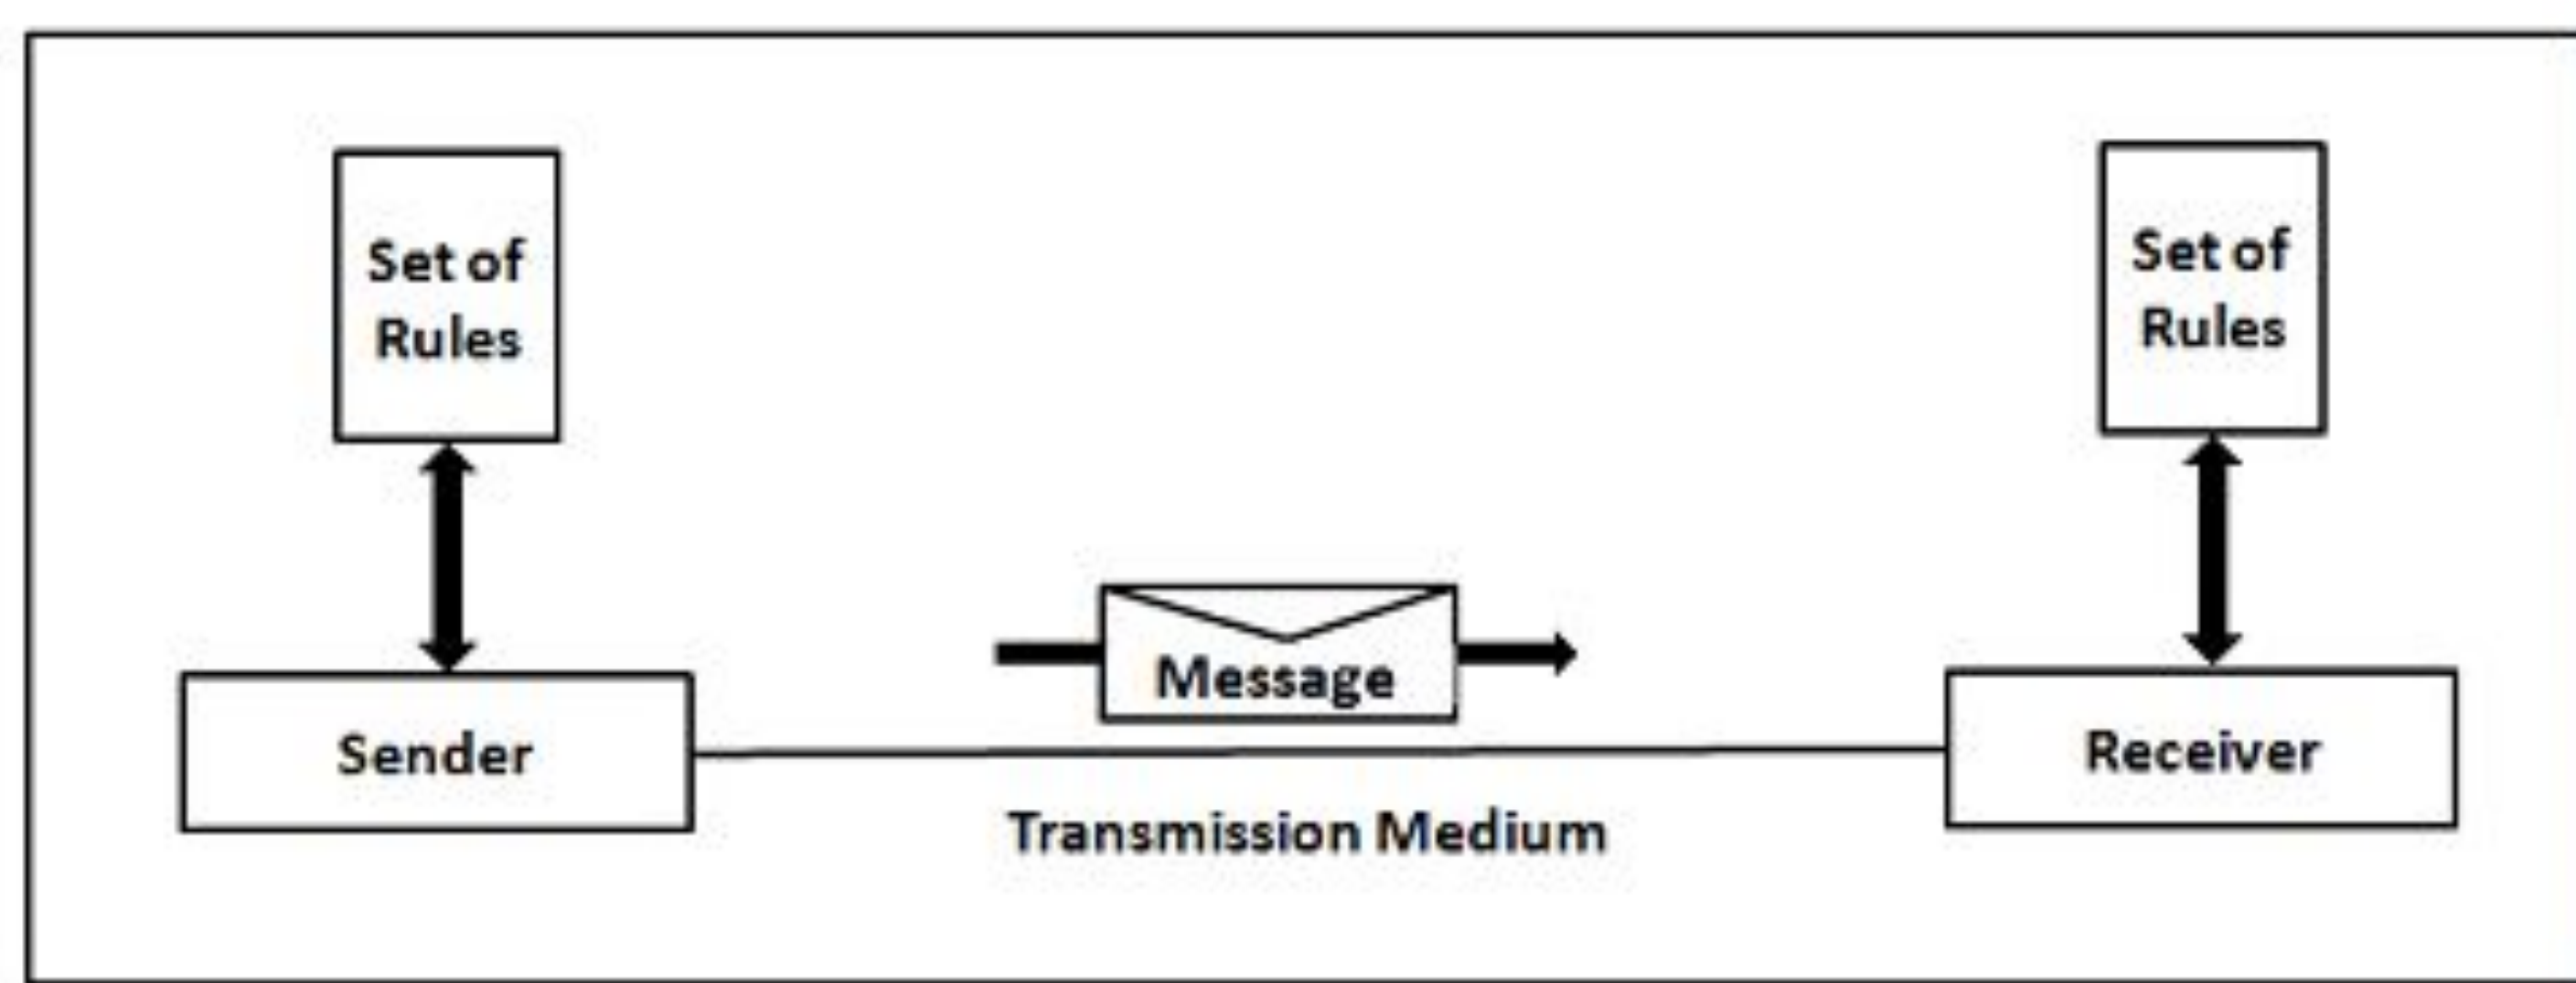 Set of
Rules
Set of
Rules
Message
Sender
Receiver
Transmission Medium